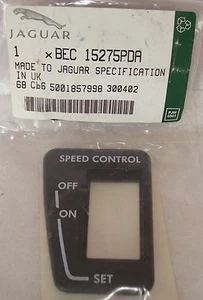 JAGUAR
1 ×BEC 15275PDA
MADE TO JAGUAR SPECIFICATION
IN UK
68 Cb6 5001857998 300402
SPEED CONTROL
OFF
ON
SET